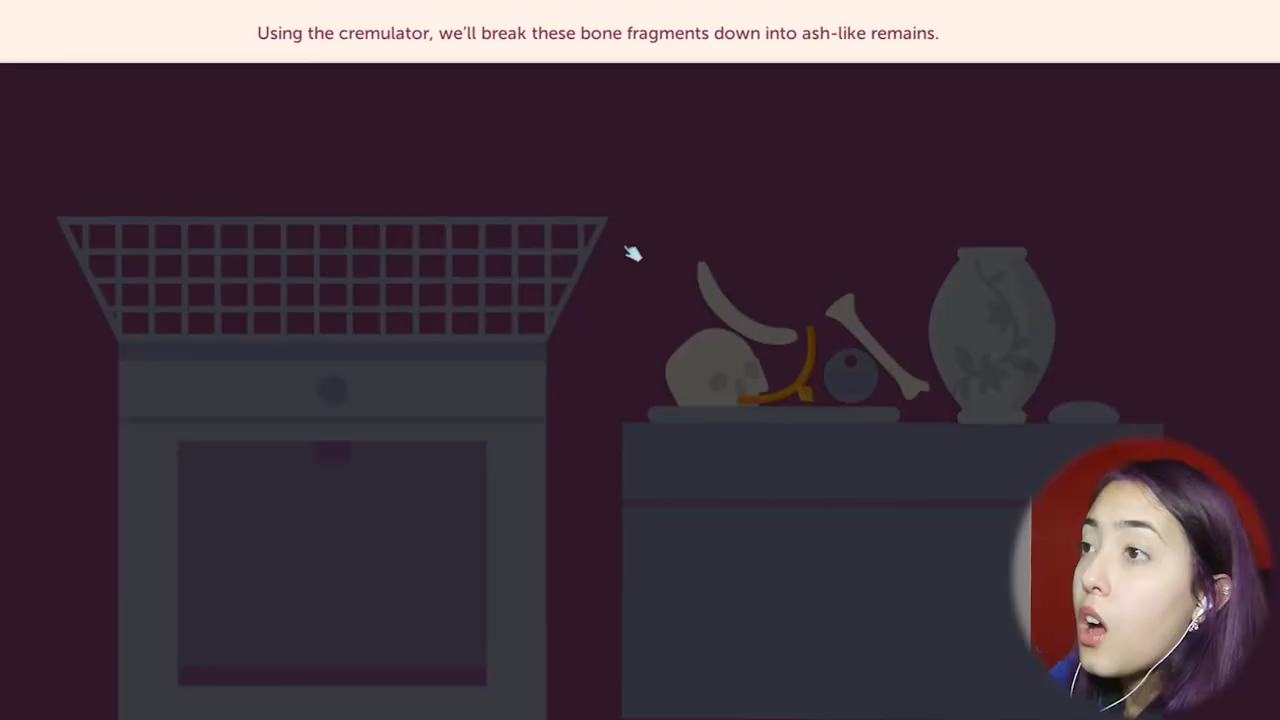 Using the cremulator, we’ll break these bone fragments down into ash-like remains.